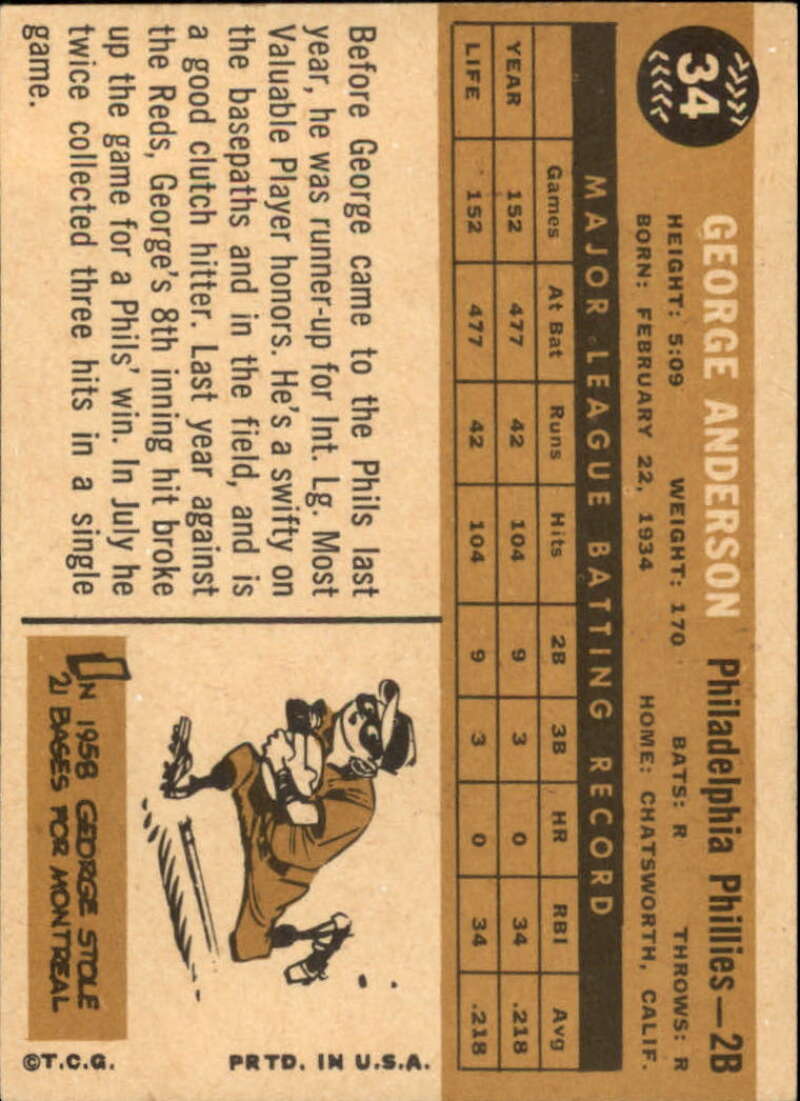 34
GEORGE ANDERSON Philadelphia Phillies—2B
HEIGHT: 5:09 WEIGHT: 170 BATS: R THROWS: R
BORN: FEBRUARY 22, 1934 HOME: CHATSWORTH, CALIF.
MAJOR LEAGUE BATTING RECORD
Games At Bat Runs Hits 2B 3B HR RBI Avg
YEAR 152 477 42 104 9 3 0 34 .218
LIFE 152 477 42 104 9 3 0 34 .218
Before George came to the Phils last
year, he was runner-up for Int. Lg. Most
Valuable Player honors. He's a swifty on
the basepaths and in the field, and is
a good clutch hitter. Last year against
the Reds, George's 8th inning hit broke
up the game for a Phils' win. In July he
twice collected three hits in a single
game.
IN 1958 GEORGE STOLE
21 BASES FOR MONTREAL
©T.C.G. PRTD. IN U.S.A.